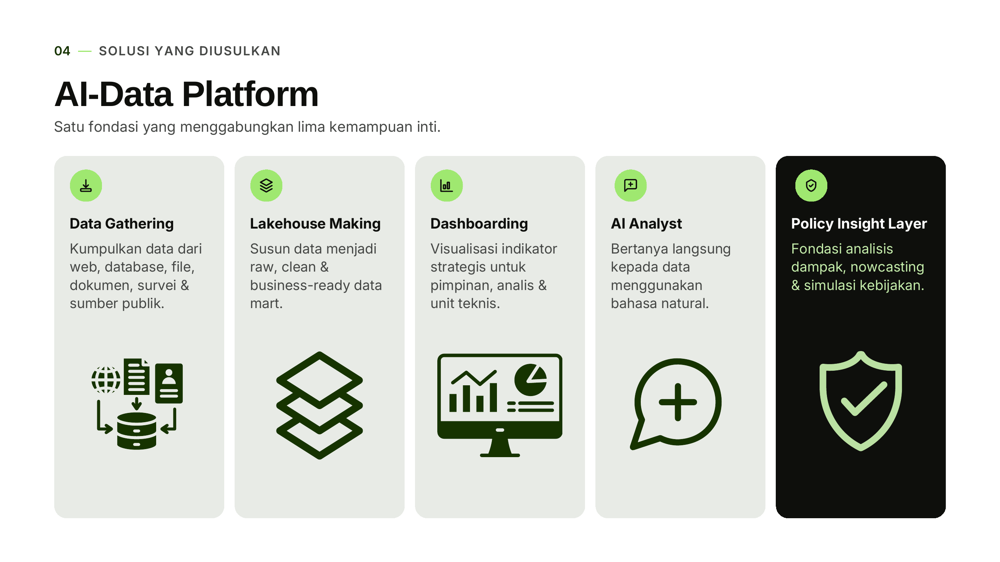 04 — SOLUSI YANG DIUSULKAN
AI-Data Platform
Satu fondasi yang menggabungkan lima kemampuan inti.
Data Gathering
Kumpulkan data dari
web, database, file,
dokumen, survei &
sumber publik.
Lakehouse Making
Susun data menjadi
raw, clean &
business-ready data
mart.
Dashboarding
Visualisasi indikator
strategis untuk
pimpinan, analis &
unit teknis.
AI Analyst
Bertanya langsung
kepada data
menggunakan
bahasa natural.
Policy Insight Layer
Fondasi analisis
dampak, nowcasting
& simulasi kebijakan.